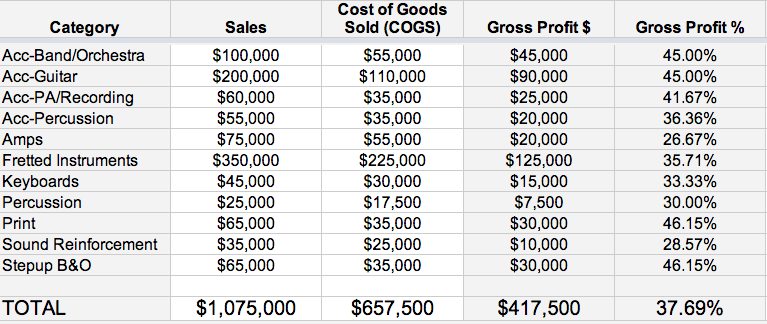 Category Sales Cost of Goods Sold (COGS) Gross Profit $ Gross Profit %
Acc-Band/Orchestra $100,000 $55,000 $45,000 45.00%
Acc-Guitar $200,000 $110,000 $90,000 45.00%
Acc-PA/Recording $60,000 $35,000 $25,000 41.67%
Acc-Percussion $55,000 $35,000 $20,000 36.36%
Amps $75,000 $55,000 $20,000 26.67%
Fretted Instruments $350,000 $225,000 $125,000 35.71%
Keyboards $45,000 $30,000 $15,000 33.33%
Percussion $25,000 $17,500 $7,500 30.00%
Print $65,000 $35,000 $30,000 46.15%
Sound Reinforcement $35,000 $25,000 $10,000 28.57%
Stepup B&O $65,000 $35,000 $30,000 46.15%
TOTAL $1,075,000 $657,500 $417,500 37.69%